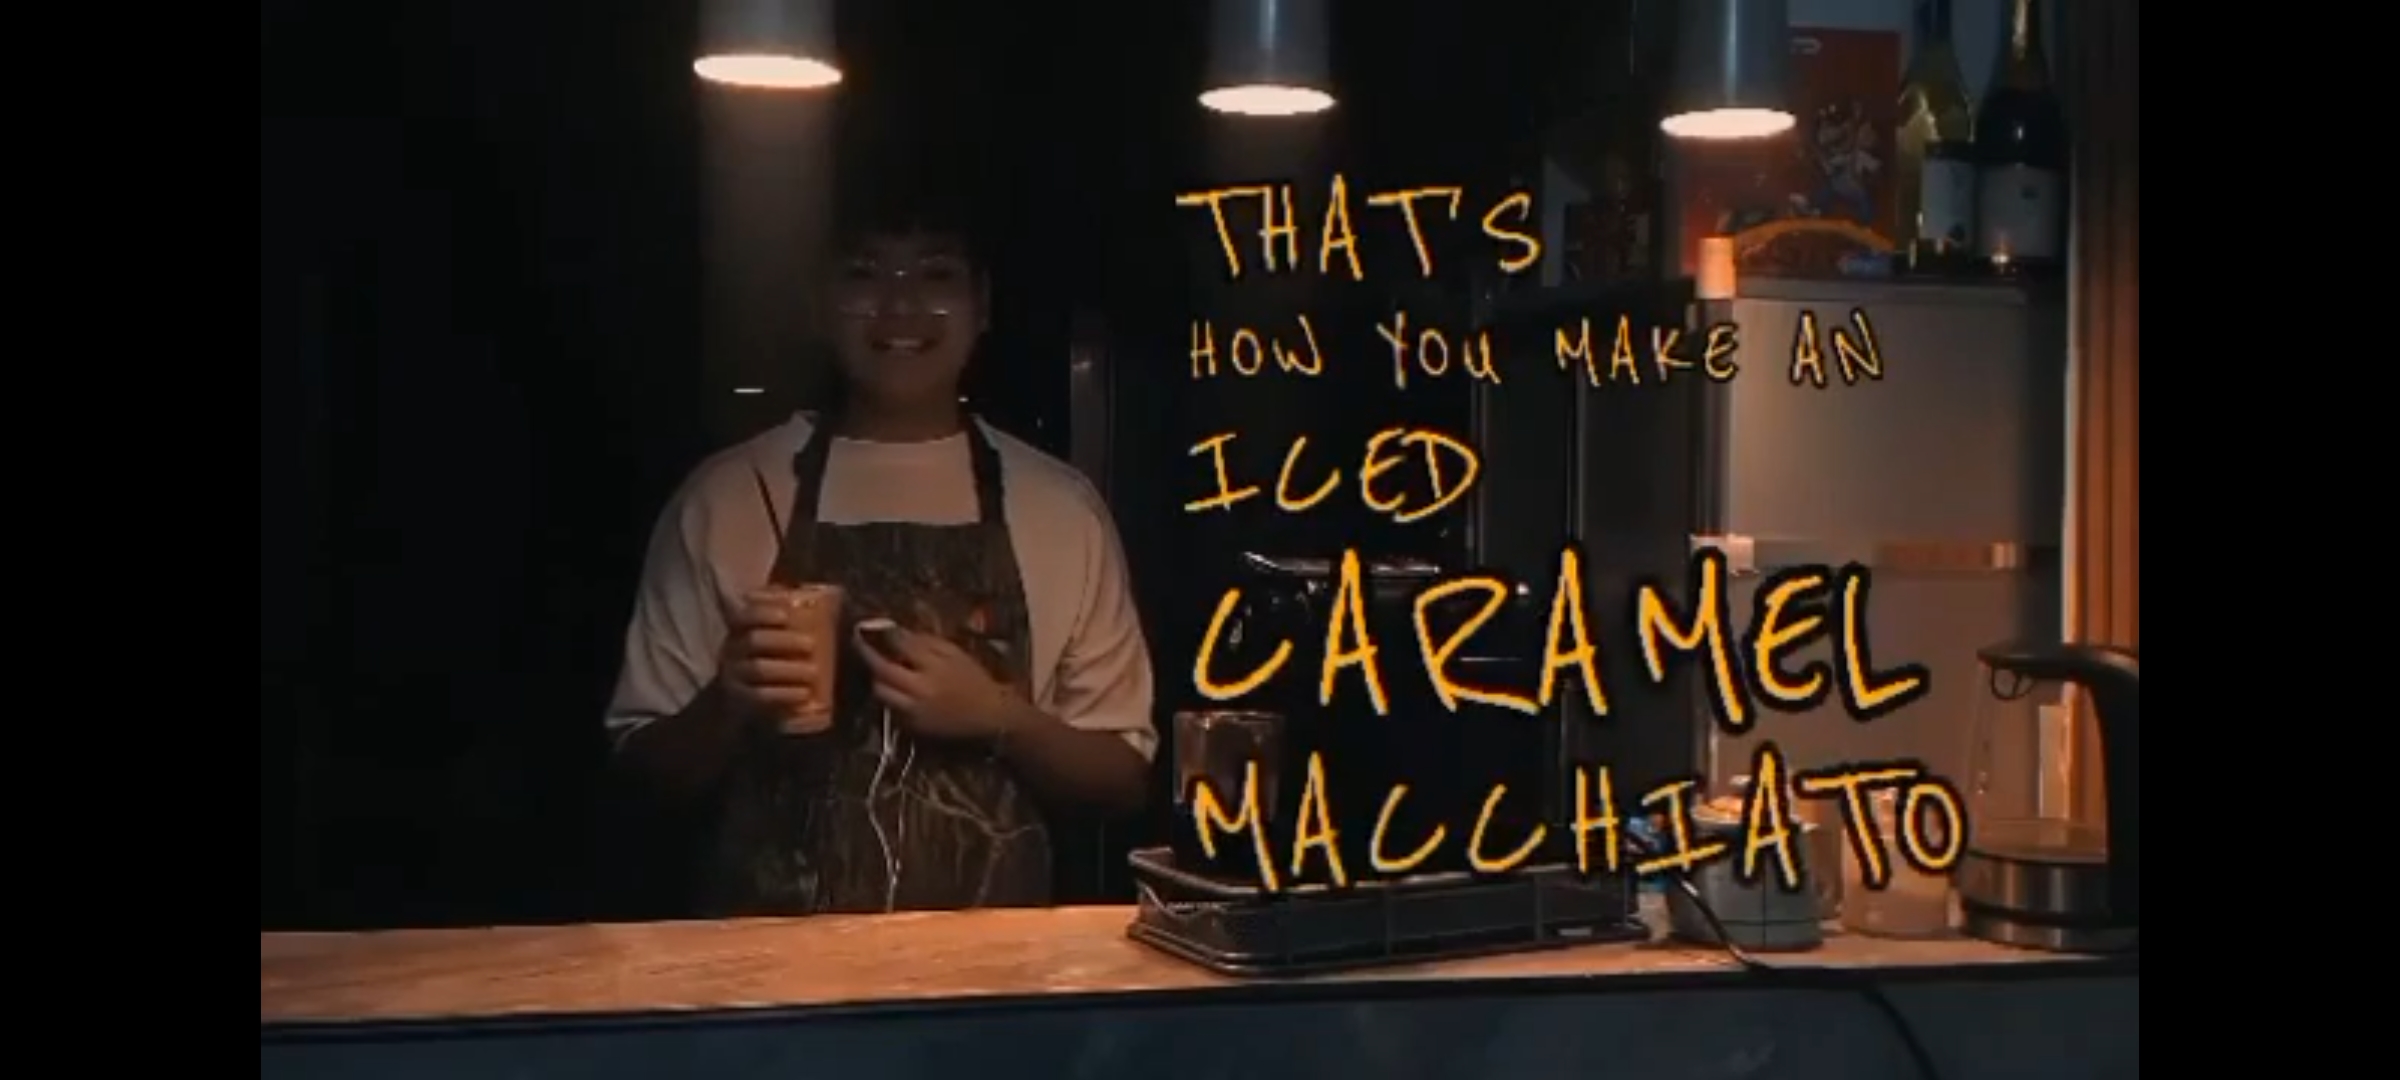 THAT'S
HOW YOU MAKE AN
ICED
CARAMEL
MACCHIATO